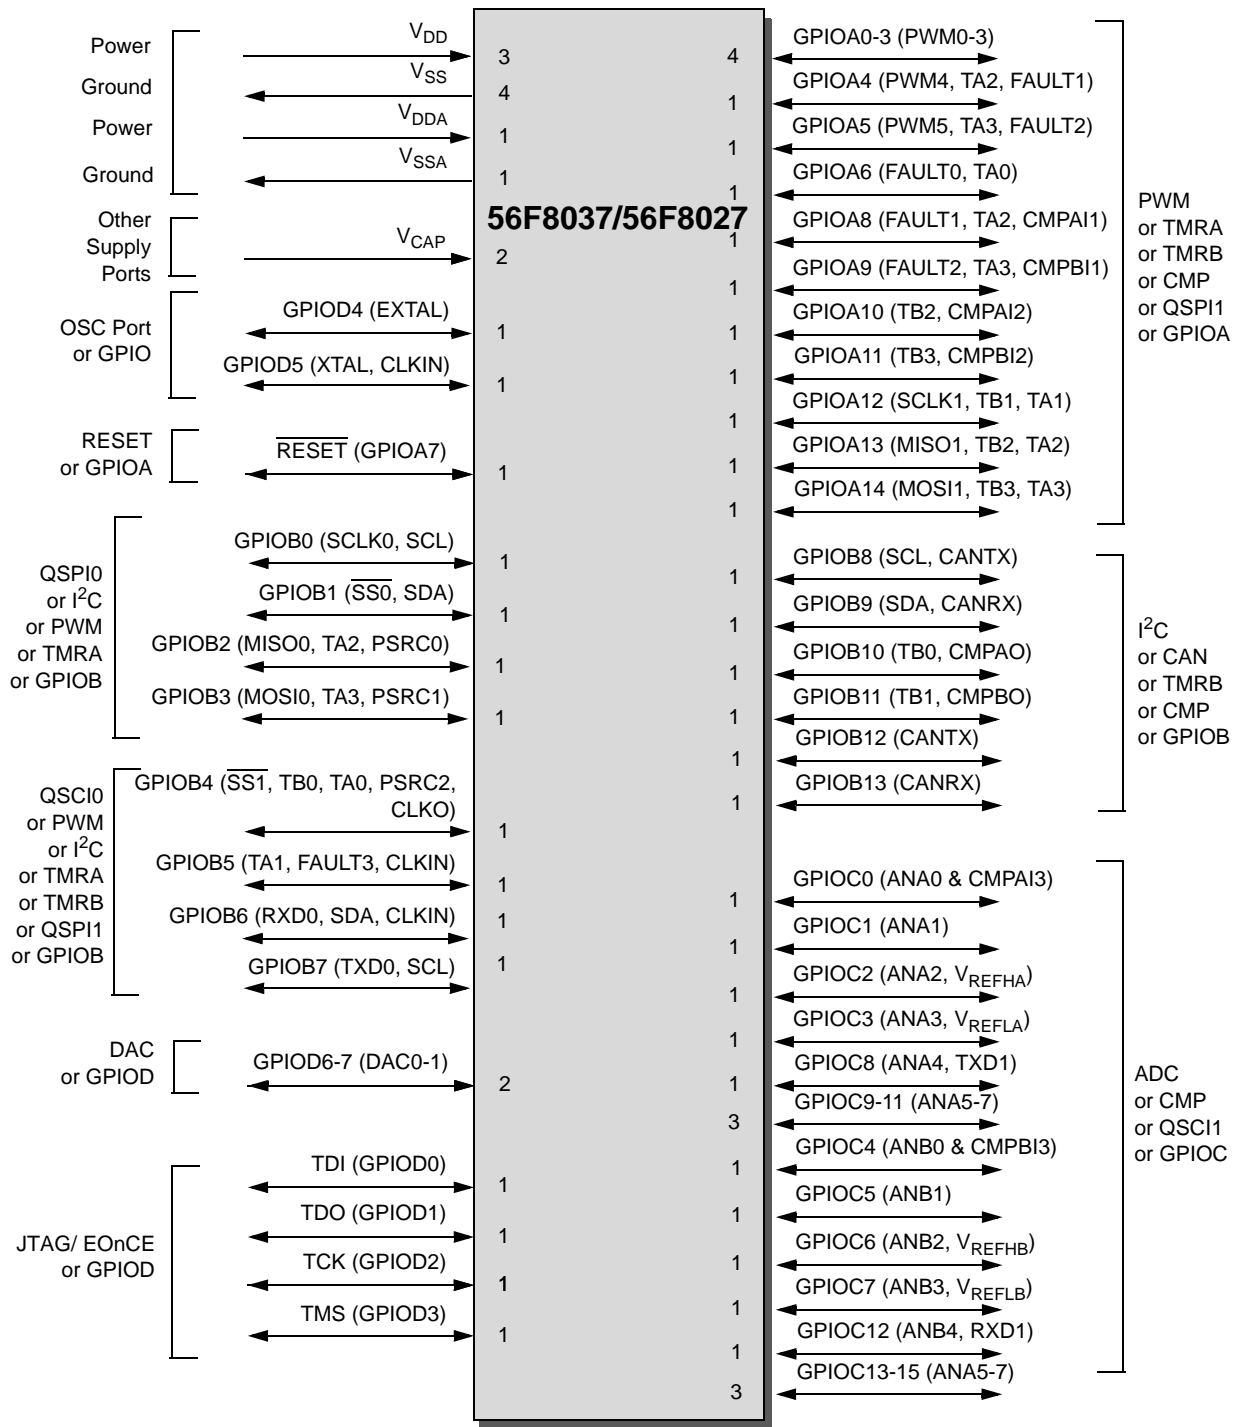 Power
V_DD
3
Ground
V_SS
4
Power
V_DDA
1
Ground
V_SSA
1
Other
Supply
Ports
V_CAP
2
OSC Port
or GPIO
GPIOD4 (EXTAL)
1
GPIOD5 (XTAL, CLKIN)
1
RESET
or GPIOA
RESET (GPIOA7)
1
QSPI0
or I²C
or PWM
or TMRA
or GPIOB
GPIOB0 (SCLK0, SCL)
1
GPIOB1 (SS0, SDA)
1
GPIOB2 (MISO0, TA2, PSRC0)
1
GPIOB3 (MOSI0, TA3, PSRC1)
1
QSCI0
or PWM
or I²C
or TMRA
or TMRB
or QSPI1
or GPIOB
GPIOB4 (SS1, TB0, TA0, PSRC2,
CLKO)
1
GPIOB5 (TA1, FAULT3, CLKIN)
1
GPIOB6 (RXD0, SDA, CLKIN)
1
GPIOB7 (TXD0, SCL)
1
DAC
or GPIOD
GPIOD6-7 (DAC0-1)
2
JTAG/ EOnCE
or GPIOD
TDI (GPIOD0)
1
TDO (GPIOD1)
1
TCK (GPIOD2)
1
TMS (GPIOD3)
1
56F8037/56F8027
4
GPIOA0-3 (PWM0-3)
1
GPIOA4 (PWM4, TA2, FAULT1)
1
GPIOA5 (PWM5, TA3, FAULT2)
1
GPIOA6 (FAULT0, TA0)
1
GPIOA8 (FAULT1, TA2, CMPAI1)
1
GPIOA9 (FAULT2, TA3, CMPBI1)
1
GPIOA10 (TB2, CMPAI2)
1
GPIOA11 (TB3, CMPBI2)
1
GPIOA12 (SCLK1, TB1, TA1)
1
GPIOA13 (MISO1, TB2, TA2)
1
GPIOA14 (MOSI1, TB3, TA3)
PWM
or TMRA
or TMRB
or CMP
or QSPI1
or GPIOA
1
GPIOB8 (SCL, CANTX)
1
GPIOB9 (SDA, CANRX)
1
GPIOB10 (TB0, CMPAO)
1
GPIOB11 (TB1, CMPBO)
1
GPIOB12 (CANTX)
1
GPIOB13 (CANRX)
I²C
or CAN
or TMRB
or CMP
or GPIOB
1
GPIOC0 (ANA0 & CMPAI3)
1
GPIOC1 (ANA1)
1
GPIOC2 (ANA2, V_REFHA)
1
GPIOC3 (ANA3, V_REFLA)
1
GPIOC8 (ANA4, TXD1)
3
GPIOC9-11 (ANA5-7)
1
GPIOC4 (ANB0 & CMPBI3)
1
GPIOC5 (ANB1)
1
GPIOC6 (ANB2, V_REFHB)
1
GPIOC7 (ANB3, V_REFLB)
1
GPIOC12 (ANB4, RXD1)
3
GPIOC13-15 (ANA5-7)
ADC
or CMP
or QSCI1
or GPIOC